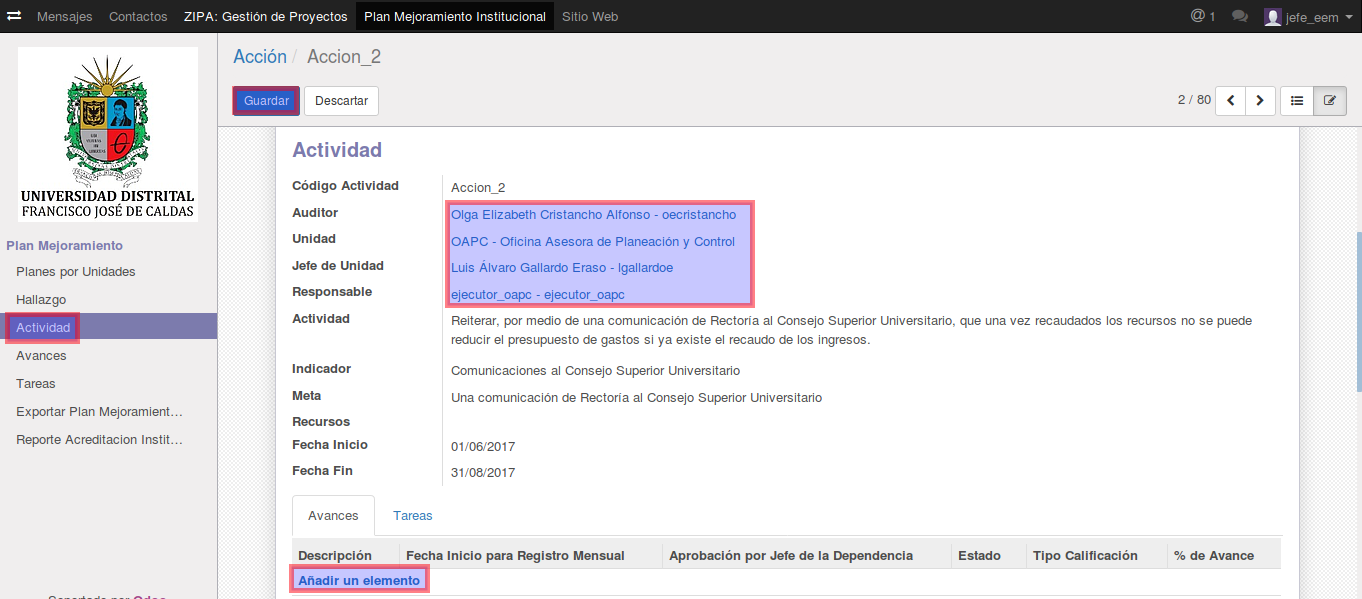 Mensajes Contactos ZIPA: Gestión de Proyectos Plan Mejoramiento Institucional Sitio Web @ 1 jefe_eem
UNIVERSIDAD DISTRITAL
FRANCISCO JOSÉ DE CALDAS
Plan Mejoramiento
Planes por Unidades
Hallazgo
Actividad
Avances
Tareas
Exportar Plan Mejoramient...
Reporte Acreditacion Instit...
Acción / Accion_2
Guardar Descartar 2 / 80
Actividad
Código Actividad Accion_2
Auditor Olga Elizabeth Cristancho Alfonso - oecristancho
Unidad OAPC - Oficina Asesora de Planeación y Control
Jefe de Unidad Luis Álvaro Gallardo Eraso - lgallardoe
Responsable ejecutor_oapc - ejecutor_oapc
Actividad Reiterar, por medio de una comunicación de Rectoría al Consejo Superior Universitario, que una vez recaudados los recursos no se puede
reducir el presupuesto de gastos si ya existe el recaudo de los ingresos.
Indicador Comunicaciones al Consejo Superior Universitario
Meta Una comunicación de Rectoría al Consejo Superior Universitario
Recursos
Fecha Inicio 01/06/2017
Fecha Fin 31/08/2017
Avances Tareas
Descripción Fecha Inicio para Registro Mensual Aprobación por Jefe de la Dependencia Estado Tipo Calificación % de Avance
Añadir un elemento